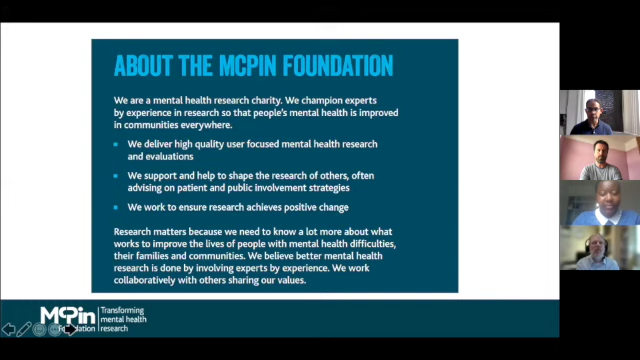 ABOUT THE MCPIN FOUNDATION
We are a mental health research charity. We champion experts
by experience in research so that people's mental health is improved
in communities everywhere.
We deliver high quality user focused mental health research
and evaluations
We support and help to shape the research of others, often
advising on patient and public involvement strategies
We work to ensure research achieves positive change
Research matters because we need to know a lot more about what
works to improve the lives of people with mental health difficulties,
their families and communities. We believe better mental health
research is done by involving experts by experience. We work
collaboratively with others sharing our values.
McPin
Foundation
Transforming
mental health
research